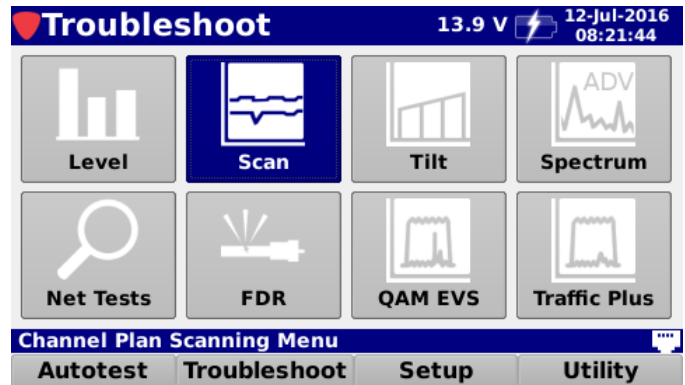 Troubleshoot
13.9 V
12-Jul-2016
08:21:44
Level
Scan
Tilt
ADV
Spectrum
Net Tests
FDR
QAM EVS
Traffic Plus
Channel Plan Scanning Menu
Autotest
Troubleshoot
Setup
Utility